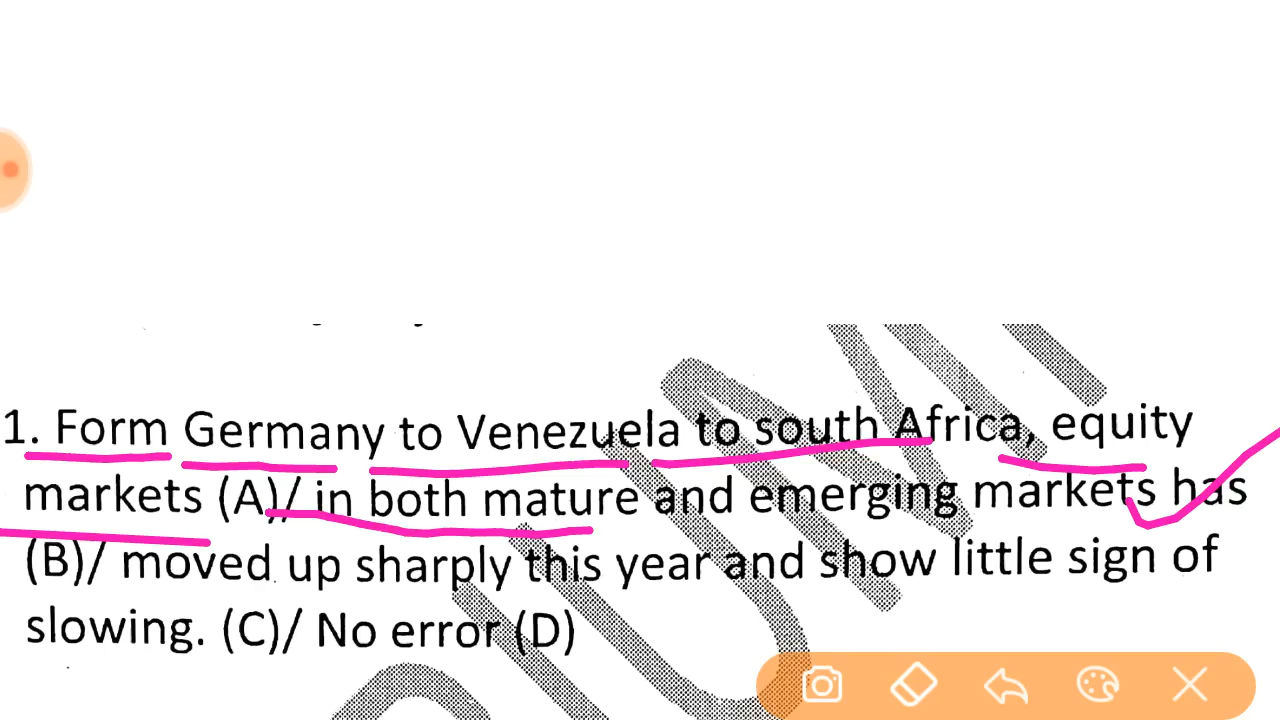 1. Form Germany to Venezuela to south Africa, equity
markets (A)/ in both mature and emerging markets has
(B)/ moved up sharply this year and show little sign of
slowing. (C)/ No error (D)